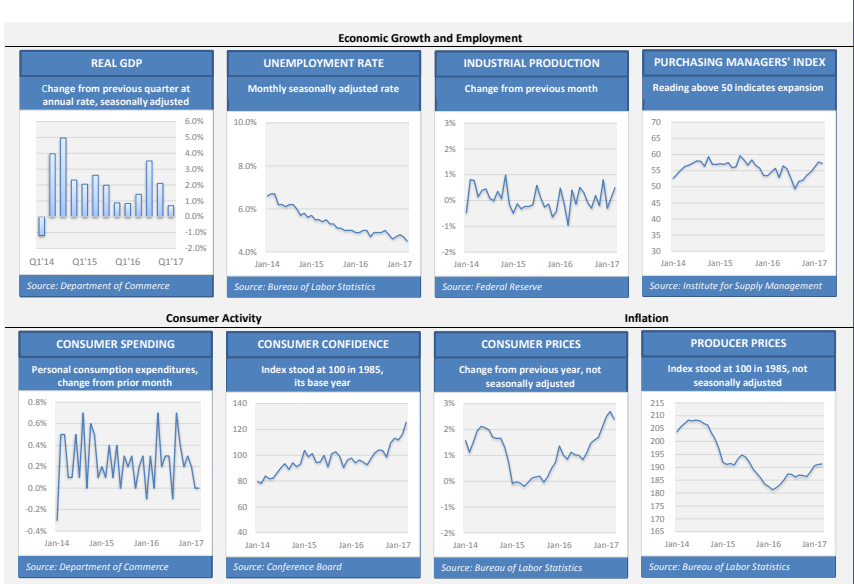 Economic Growth and Employment
REAL GDP
Change from previous quarter at
annual rate, seasonally adjusted
6.0%
5.0%
4.0%
3.0%
2.0%
1.0%
0.0%
-1.0%
-2.0%
Q1'14 Q1'15 Q1'16 Q1'17
Source: Department of Commerce
UNEMPLOYMENT RATE
Monthly seasonally adjusted rate
10.0%
8.0%
6.0%
4.0%
Jan-14 Jan-15 Jan-16 Jan-17
Source: Bureau of Labor Statistics
INDUSTRIAL PRODUCTION
Change from previous month
3%
2%
1%
0%
-1%
-2%
Jan-14 Jan-15 Jan-16 Jan-17
Source: Federal Reserve
PURCHASING MANAGERS' INDEX
Reading above 50 indicates expansion
70
65
60
55
50
45
40
35
30
Jan-14 Jan-15 Jan-16 Jan-17
Source: Institute for Supply Management
Consumer Activity
Inflation
CONSUMER SPENDING
Personal consumption expenditures,
change from prior month
0.8%
0.6%
0.4%
0.2%
0.0%
-0.2%
-0.4%
Jan-14 Jan-15 Jan-16 Jan-17
Source: Department of Commerce
CONSUMER CONFIDENCE
Index stood at 100 in 1985,
its base year
140
120
100
80
60
40
Jan-14 Jan-15 Jan-16 Jan-17
Source: Conference Board
CONSUMER PRICES
Change from previous year, not
seasonally adjusted
3%
2%
1%
0%
-1%
-2%
Jan-14 Jan-15 Jan-16 Jan-17
Source: Bureau of Labor Statistics
PRODUCER PRICES
Index stood at 100 in 1985, not
seasonally adjusted
215
210
205
200
195
190
185
180
175
170
165
Jan-14 Jan-15 Jan-16 Jan-17
Source: Bureau of Labor Statistics